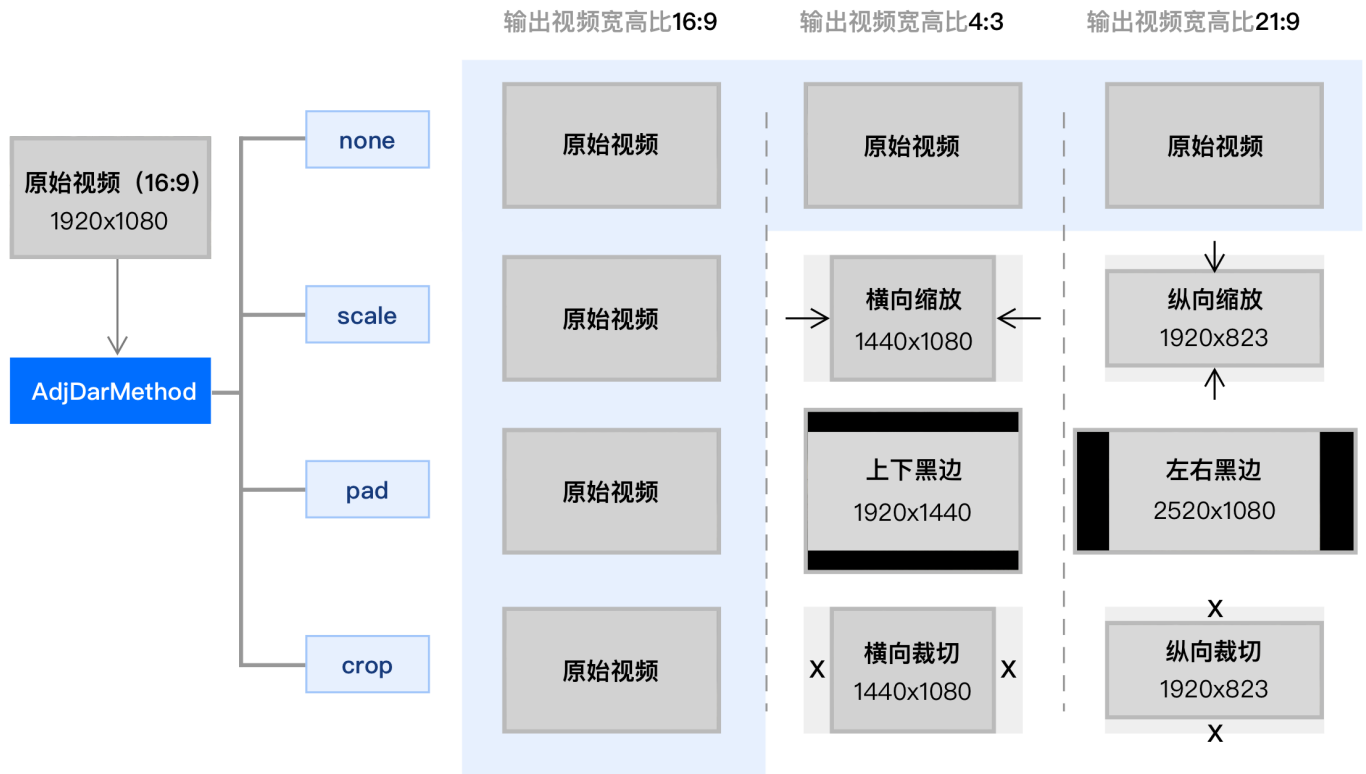 输出视频宽高比16:9
输出视频宽高比4:3
输出视频宽高比21:9
原始视频（16:9）
1920x1080
AdjDarMethod
none
原始视频
原始视频
原始视频
scale
原始视频
横向缩放
1440x1080
纵向缩放
1920x823
pad
原始视频
上下黑边
1920x1440
左右黑边
2520x1080
crop
原始视频
x
横向裁切
1440x1080
x
x
纵向裁切
1920x823
x